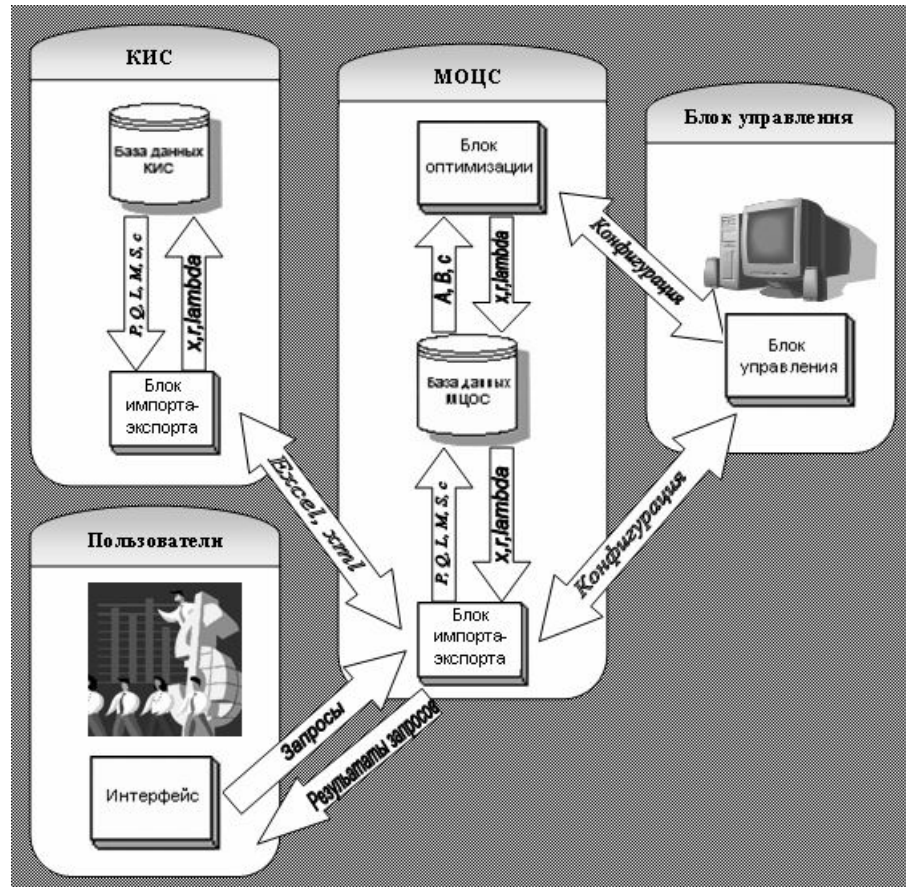 КИС
База данных
КИС
P, Q, L, M, S, c
x,r,lambda
Блок
импорта-
экспорта
МОЦС
Блок
оптимизации
A, B, c
x,r,lambda
База данных
МЦОС
P, Q, L, M, S, c
x,r,lambda
Блок
импорта-
экспорта
Блок управления
Блок
управления
Конфигурация
Конфигурация
Excel, xml
Пользователи
Интерфейс
Запросы
Результаты запросов